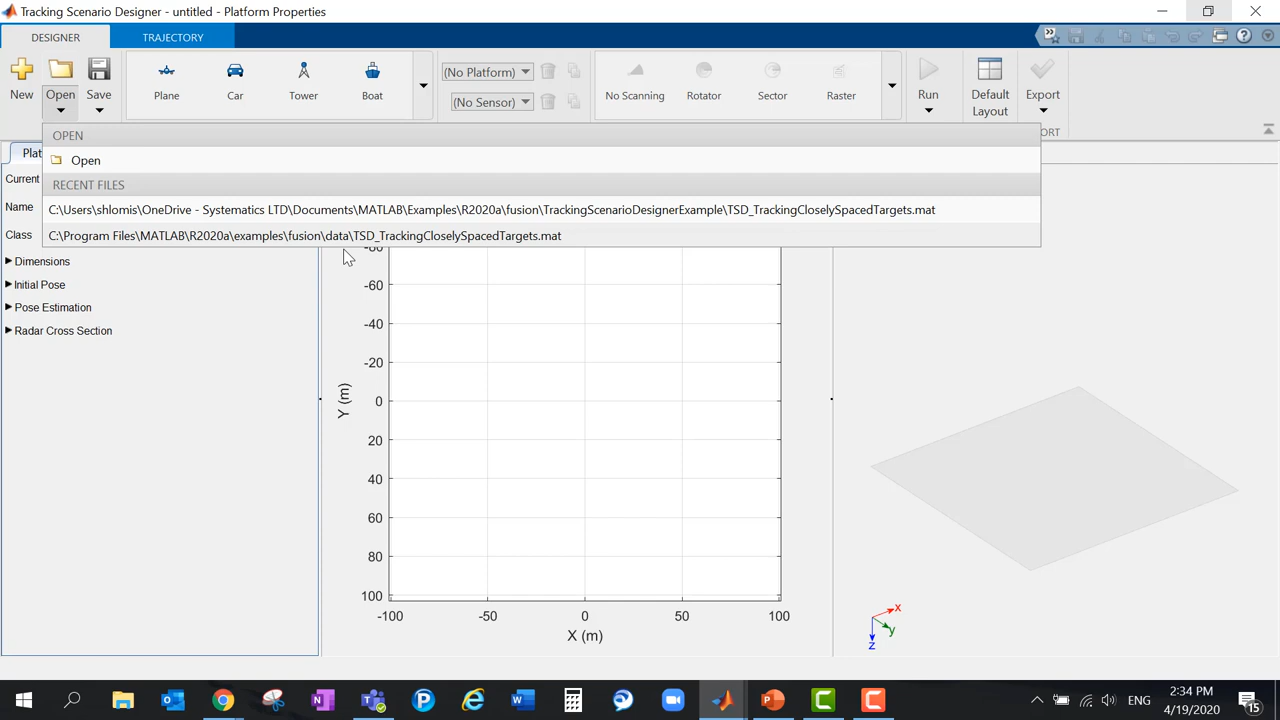 Tracking Scenario Designer - untitled - Platform Properties
DESIGNER
TRAJECTORY
New
Open
Save
Plane
Car
Tower
Boat
(No Platform)
(No Sensor)
No Scanning
Rotator
Sector
Raster
Run
Default
Layout
Export
ORT
OPEN
Open
RECENT FILES
C:\Users\shlomis\OneDrive - Systematics LTD\Documents\MATLAB\Examples\R2020a\fusion\TrackingScenarioDesignerExample\TSD_TrackingCloselySpacedTargets.mat
C:\Program Files\MATLAB\R2020a\examples\fusion\data\TSD_TrackingCloselySpacedTargets.mat
Plat
Current
Name
Class
Dimensions
Initial Pose
Pose Estimation
Radar Cross Section
-80
-60
-40
-20
0
20
40
60
80
100
Y (m)
-100
-50
0
50
100
X (m)
x
y
z
ENG
2:34 PM
4/19/2020
15